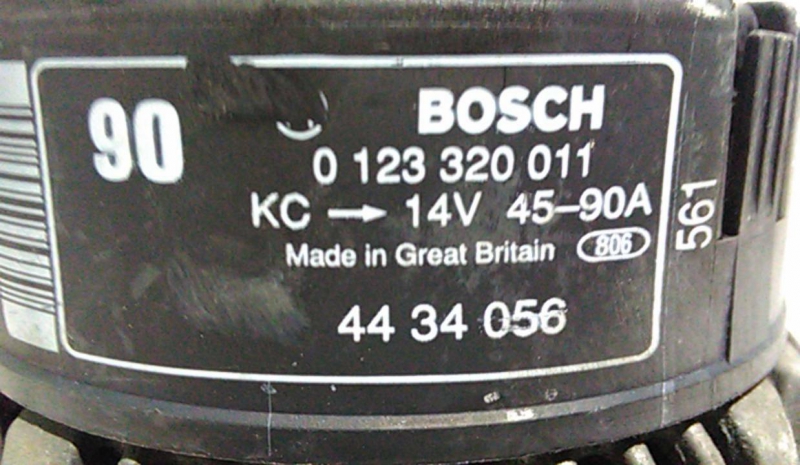 90
BOSCH
0 123 320 011
KC → 14V 45-90A
Made in Great Britain 806
44 34 056
561